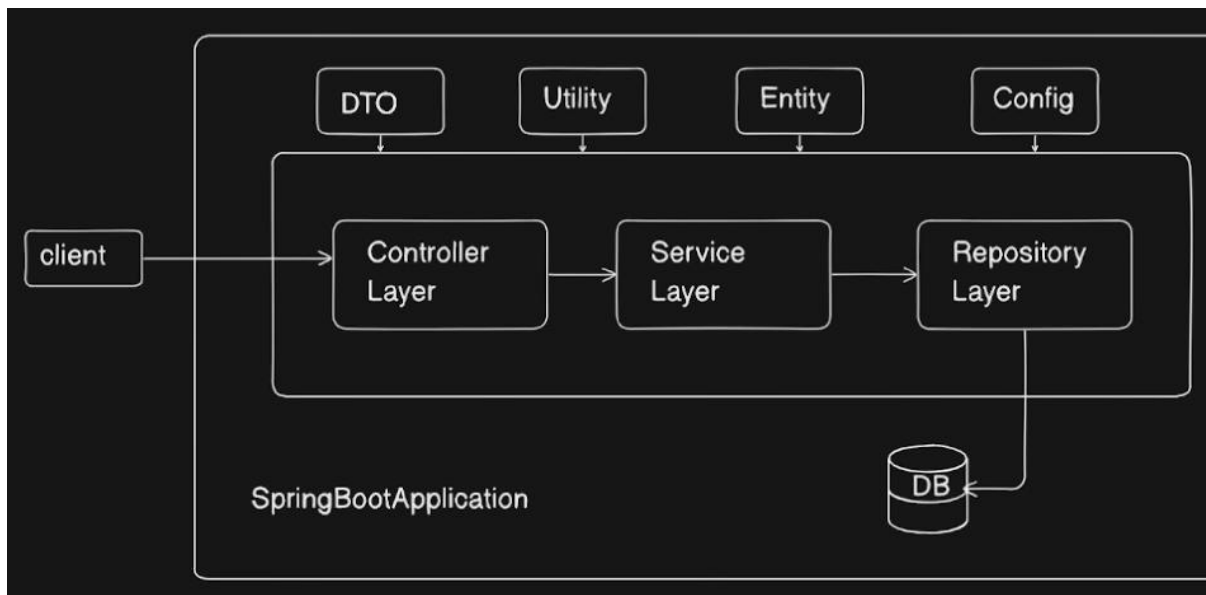 DTO
Utility
Entity
Config
client
Controller
Layer
Service
Layer
Repository
Layer
DB
SpringBootApplication